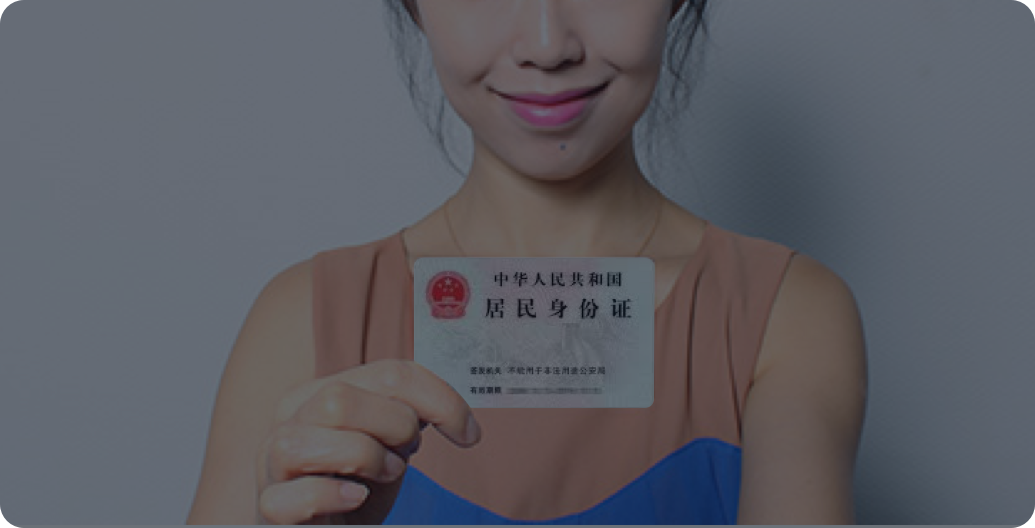 中华人民共和国
居民身份证
签发机关 不能用于非法用途公安局
有效期限